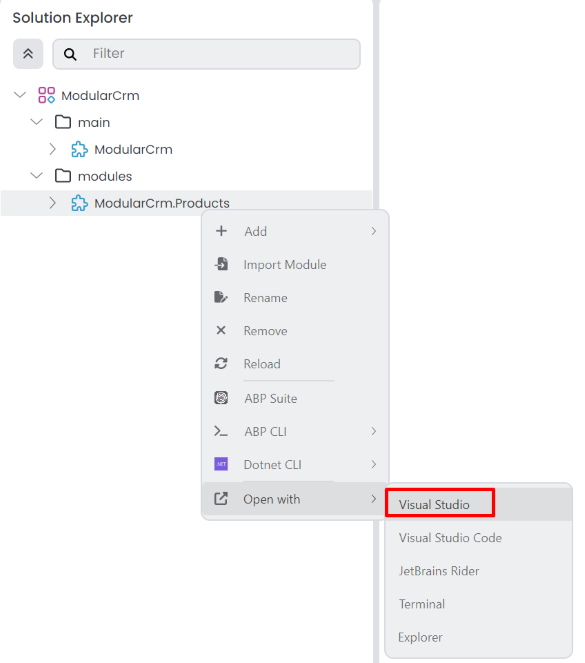 Solution Explorer
Filter
ModularCrm
main
ModularCrm
modules
ModularCrm.Products
Add
Import Module
Rename
Remove
Reload
ABP Suite
ABP CLI
.NET Dotnet CLI
Open with
Visual Studio
Visual Studio Code
JetBrains Rider
Terminal
Explorer